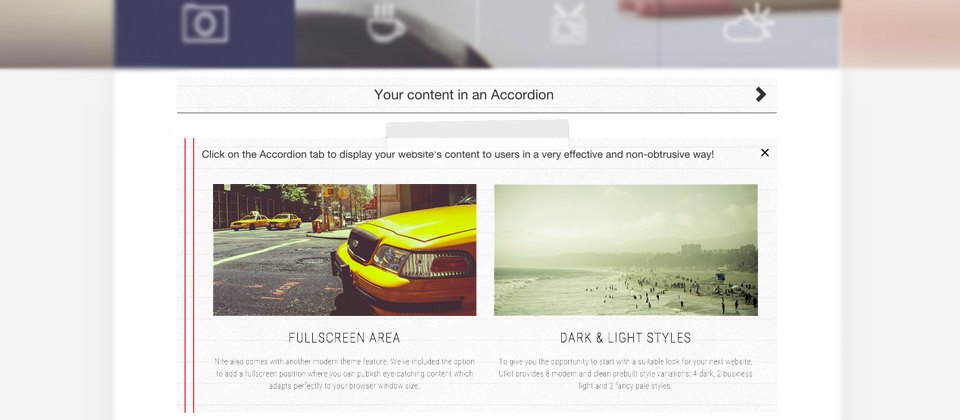 Your content in an Accordion
Click on the Accordion tab to display your website's content to users in a very effective and non-obtrusive way!
FULLSCREEN AREA
Nite also comes with another modern theme feature. We've included the option
to add a fullscreen position where you can publish eye-catching content which
adapts perfectly to your browser window size.
DARK & LIGHT STYLES
To give you the opportunity to start with a suitable look for your next website,
UIkit provides 8 modern and clean prebuilt style variations: 4 dark, 2 business
light and 2 fancy pale styles.